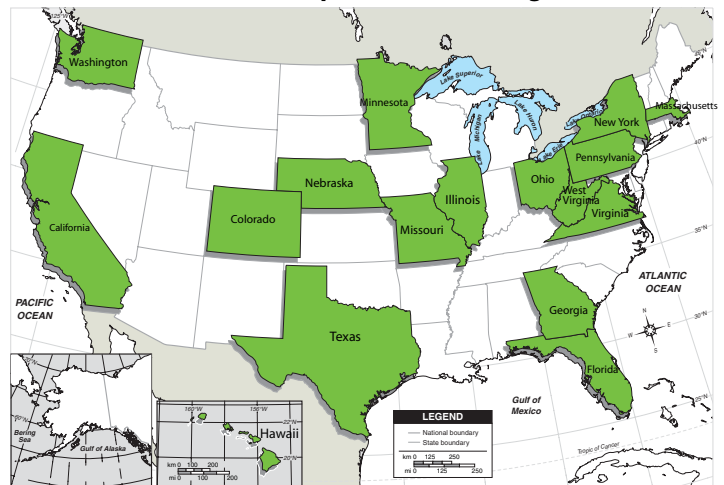 125°W
Washington
Minnesota
Lake Superior
Lake Michigan
Lake Huron
Lake Ontario
Lake Erie
45°N
Massachusetts
New York
Pennsylvania
40°N
Nebraska
Ohio
Illinois
West
Virginia
Virginia
Colorado
Missouri
California
35°N
ATLANTIC
OCEAN
PACIFIC
OCEAN
Georgia
30°N
N
W
E
S
Texas
Florida
25°N
Gulf of
Mexico
Tropic of Cancer
Bering
Sea
Gulf of Alaska
160°W
156°W
22°N
Hawaii
20°N
km 0 100 200
mi 0 100 200
LEGEND
National boundary
State boundary
km 0 125 250
mi 0 125 250